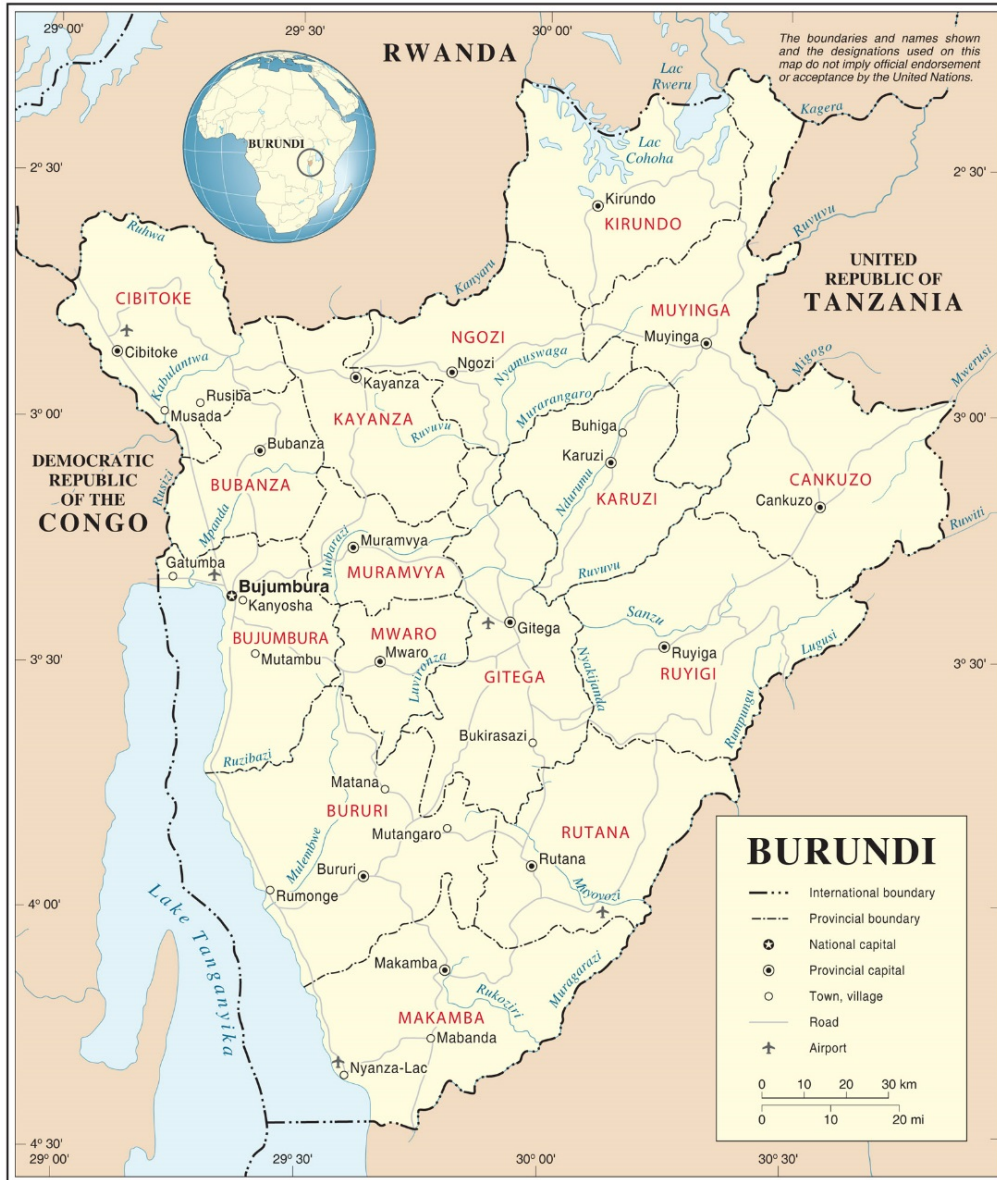 29° 00'
29° 30'
30° 00'
RWANDA
The boundaries and names shown
and the designations used on this
map do not imply official endorsement
or acceptance by the United Nations.
Lac
Rweru
Kagera
BURUNDI
Lac
Cohoha
2° 30'
2° 30'
Kirundo
KIRUNDO
Ruhwa
Ruvuvu
Kanyaru
UNITED
REPUBLIC OF
TANZANIA
CIBITOKE
MUYINGA
NGOZI
Muyinga
Cibitoke
Kabulantwa
Ngozi
Nyamuswaga
Migogo
Mwerusi
Kayanza
Rusiba
Musada
KAYANZA
Murarangaro
3° 00'
3° 00'
Ruvuvu
Buhiga
Bubanza
Karuzi
DEMOCRATIC
REPUBLIC
OF THE
CONGO
Rusizi
BUBANZA
Ndurumu
KARUZI
CANKUZO
Cankuzo
Mpanda
Ruwiti
Mubarazi
Muramvya
Gatumba
MURAMVYA
Ruvuvu
Bujumbura
Kanyosha
Sanzu
Gitega
BUJUMBURA
MWARO
Mutambu
Mwaro
Luvironza
GITEGA
Nyakijanda
Ruyiga
RUYIGI
Lugusi
3° 30'
3° 30'
Rumpungu
Bukirasazi
Ruzibazi
Matana
BURURI
Mutangaro
RUTANA
Mulembwe
Bururi
Rutana
Muyovozi
Rumonge
4° 00'
Lake Tanganyika
Makamba
Rukoziri
Muragarazi
MAKAMBA
Mabanda
Nyanza-Lac
BURUNDI
International boundary
Provincial boundary
National capital
Provincial capital
Town, village
Road
Airport
0 10 20 30 km
0 10 20 mi
4° 30'
29° 00'
29° 30'
30° 00'
30° 30'